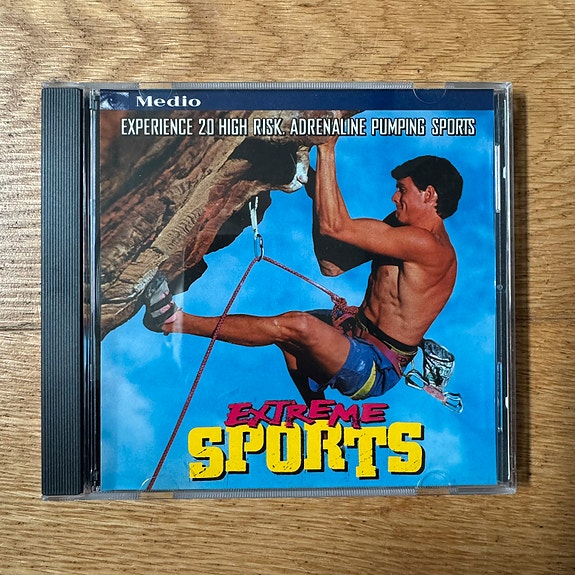 Medio
EXPERIENCE 20 HIGH RISK, ADRENALINE PUMPING SPORTS
EXTREME
SPORTS